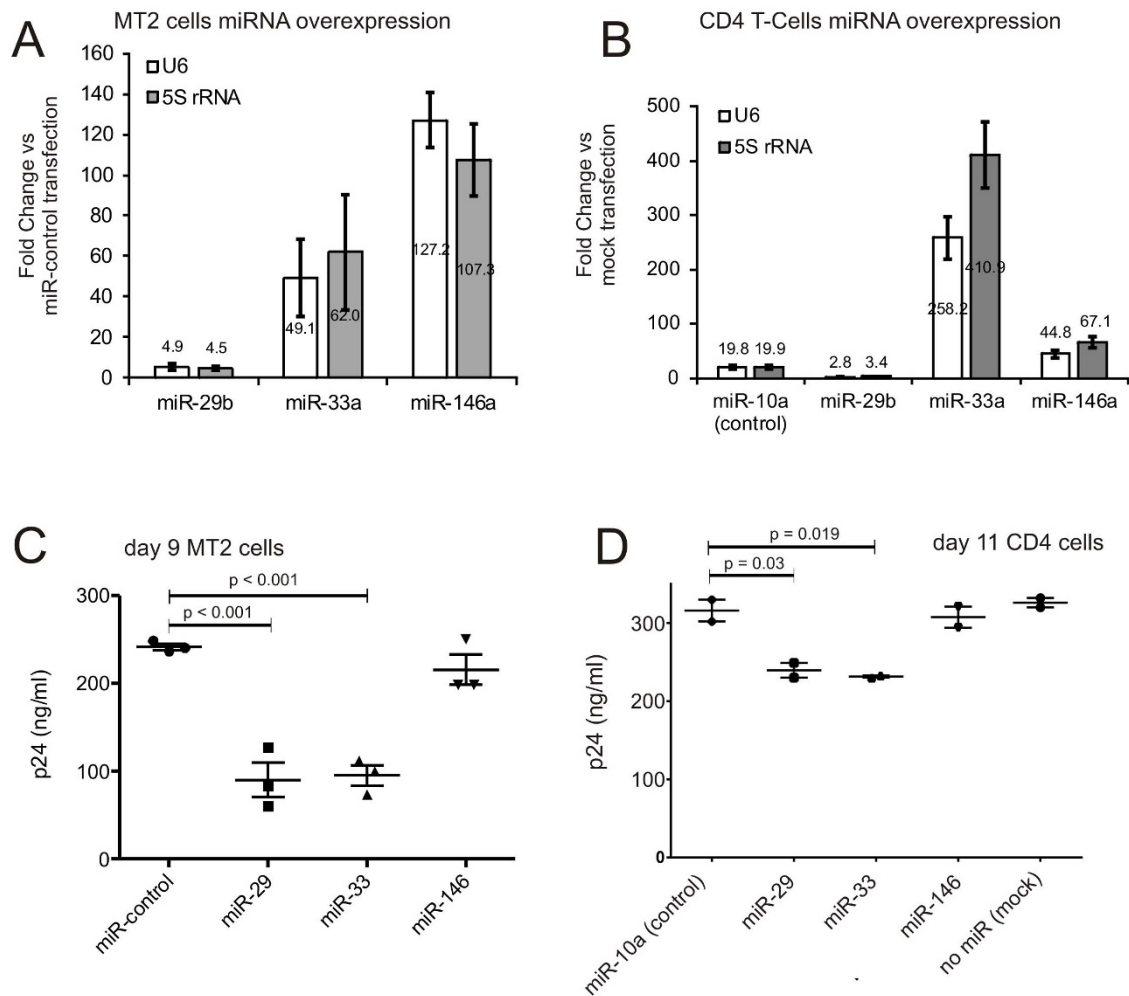 A
MT2 cells miRNA overexpression
Fold Change vs
miR-control transfection
160
140
120
100
80
60
40
20
0
U6
5S rRNA
4.9
4.5
49.1
62.0
127.2
107.3
miR-29b
miR-33a
miR-146a
B
CD4 T-Cells miRNA overexpression
Fold Change vs
mock transfection
500
400
300
200
100
0
U6
5S rRNA
19.8
19.9
2.8
3.4
258.2
410.9
44.8
67.1
miR-10a
(control)
miR-29b
miR-33a
miR-146a
C
day 9 MT2 cells
p < 0.001
p < 0.001
p24 (ng/ml)
300
200
100
0
miR-control
miR-29
miR-33
miR-146
D
day 11 CD4 cells
p = 0.019
p = 0.03
p24 (ng/ml)
300
200
100
0
miR-10a (control)
miR-29
miR-33
miR-146
no miR (mock)